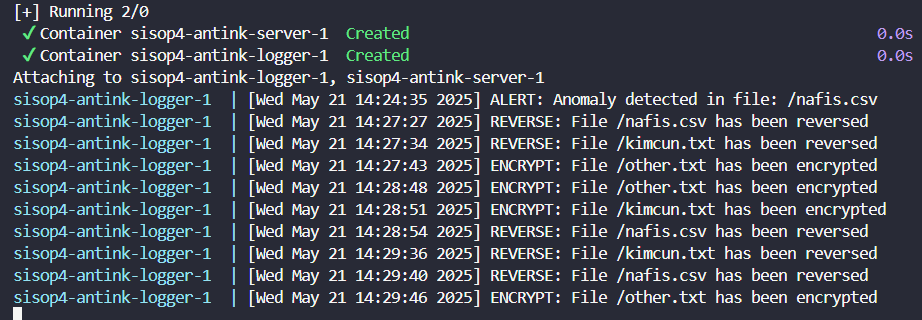 [+] Running 2/0
✔ Container sisop4-antink-server-1 Created 0.0s
✔ Container sisop4-antink-logger-1 Created 0.0s
Attaching to sisop4-antink-logger-1, sisop4-antink-server-1
sisop4-antink-logger-1 | [Wed May 21 14:24:35 2025] ALERT: Anomaly detected in file: /nafis.csv
sisop4-antink-logger-1 | [Wed May 21 14:27:27 2025] REVERSE: File /nafis.csv has been reversed
sisop4-antink-logger-1 | [Wed May 21 14:27:34 2025] REVERSE: File /kimcun.txt has been reversed
sisop4-antink-logger-1 | [Wed May 21 14:27:43 2025] ENCRYPT: File /other.txt has been encrypted
sisop4-antink-logger-1 | [Wed May 21 14:28:48 2025] ENCRYPT: File /other.txt has been encrypted
sisop4-antink-logger-1 | [Wed May 21 14:28:51 2025] ENCRYPT: File /kimcun.txt has been encrypted
sisop4-antink-logger-1 | [Wed May 21 14:28:54 2025] REVERSE: File /nafis.csv has been reversed
sisop4-antink-logger-1 | [Wed May 21 14:29:36 2025] REVERSE: File /kimcun.txt has been reversed
sisop4-antink-logger-1 | [Wed May 21 14:29:40 2025] REVERSE: File /nafis.csv has been reversed
sisop4-antink-logger-1 | [Wed May 21 14:29:46 2025] ENCRYPT: File /other.txt has been encrypted